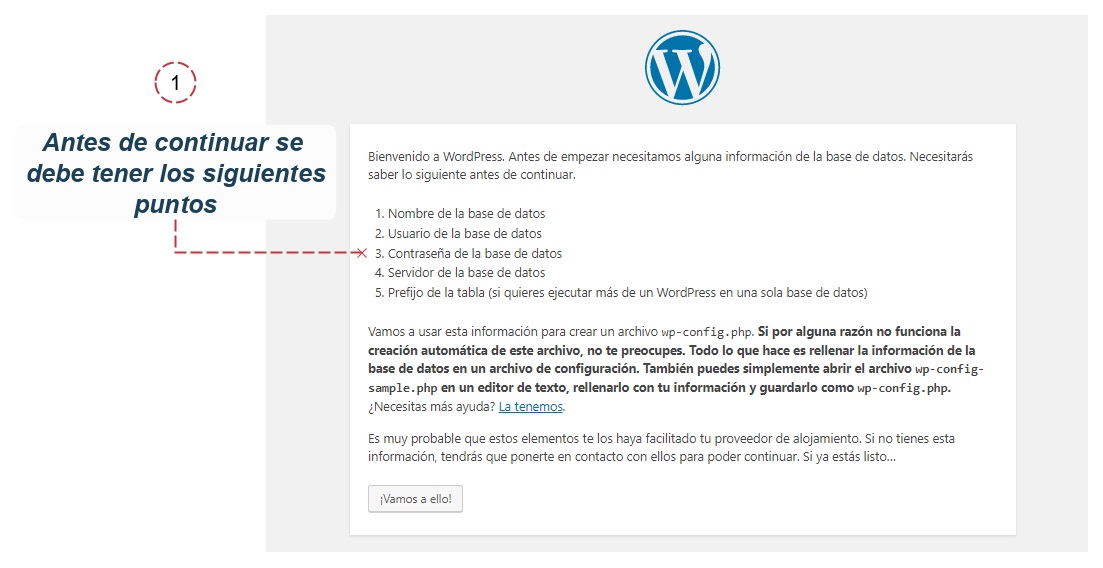 1
Antes de continuar se
debe tener los siguientes
puntos
Bienvenido a WordPress. Antes de empezar necesitamos alguna información de la base de datos. Necesitarás
saber lo siguiente antes de continuar.
1. Nombre de la base de datos
2. Usuario de la base de datos
3. Contraseña de la base de datos
4. Servidor de la base de datos
5. Prefijo de la tabla (si quieres ejecutar más de un WordPress en una sola base de datos)
Vamos a usar esta información para crear un archivo wp-config.php. Si por alguna razón no funciona la
creación automática de este archivo, no te preocupes. Todo lo que hace es rellenar la información de la
base de datos en un archivo de configuración. También puedes simplemente abrir el archivo wp-config-
sample.php en un editor de texto, rellenarlo con tu información y guardarlo como wp-config.php.
¿Necesitas más ayuda? La tenemos.
Es muy probable que estos elementos te los haya facilitado tu proveedor de alojamiento. Si no tienes esta
información, tendrás que ponerte en contacto con ellos para poder continuar. Si ya estás listo…
¡Vamos a ello!